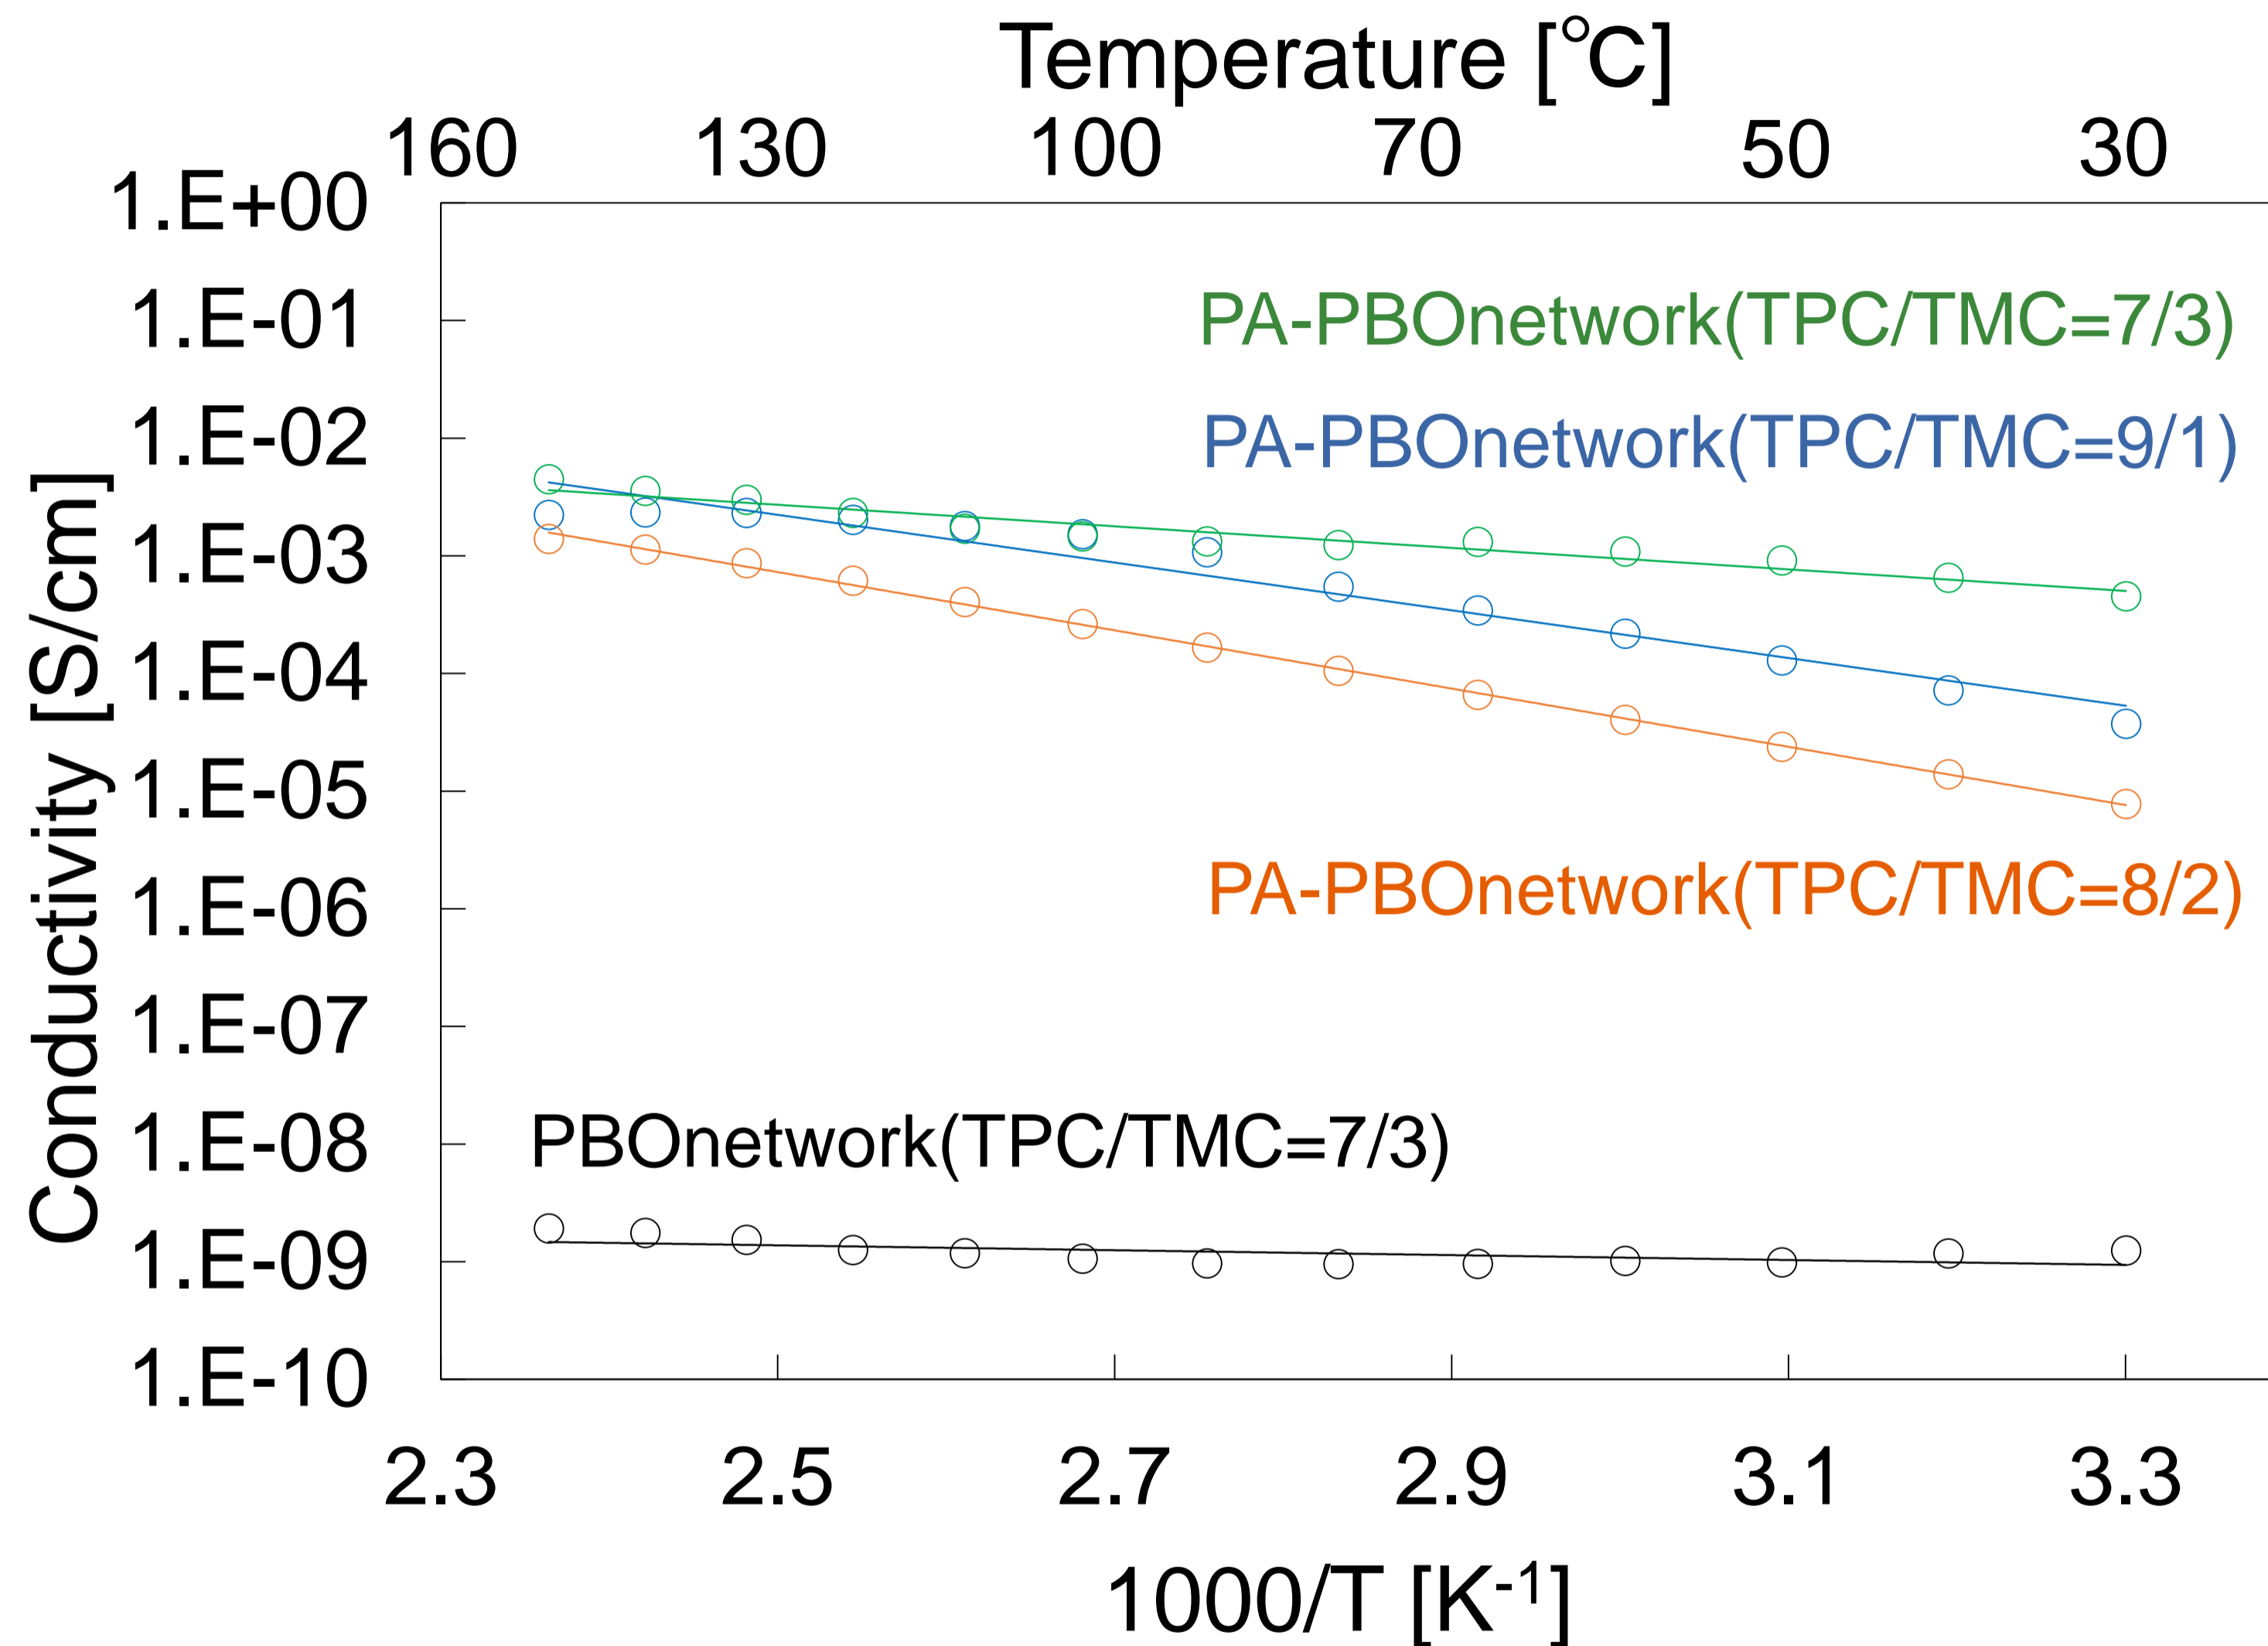 Temperature [°C]
160 130 100 70 50 30
1.E+00
1.E-01
1.E-02
1.E-03
1.E-04
1.E-05
1.E-06
1.E-07
1.E-08
1.E-09
1.E-10
Conductivity [S/cm]
PA-PBOnetwork(TPC/TMC=7/3)
PA-PBOnetwork(TPC/TMC=9/1)
PA-PBOnetwork(TPC/TMC=8/2)
PBOnetwork(TPC/TMC=7/3)
2.3 2.5 2.7 2.9 3.1 3.3
1000/T [K⁻¹]